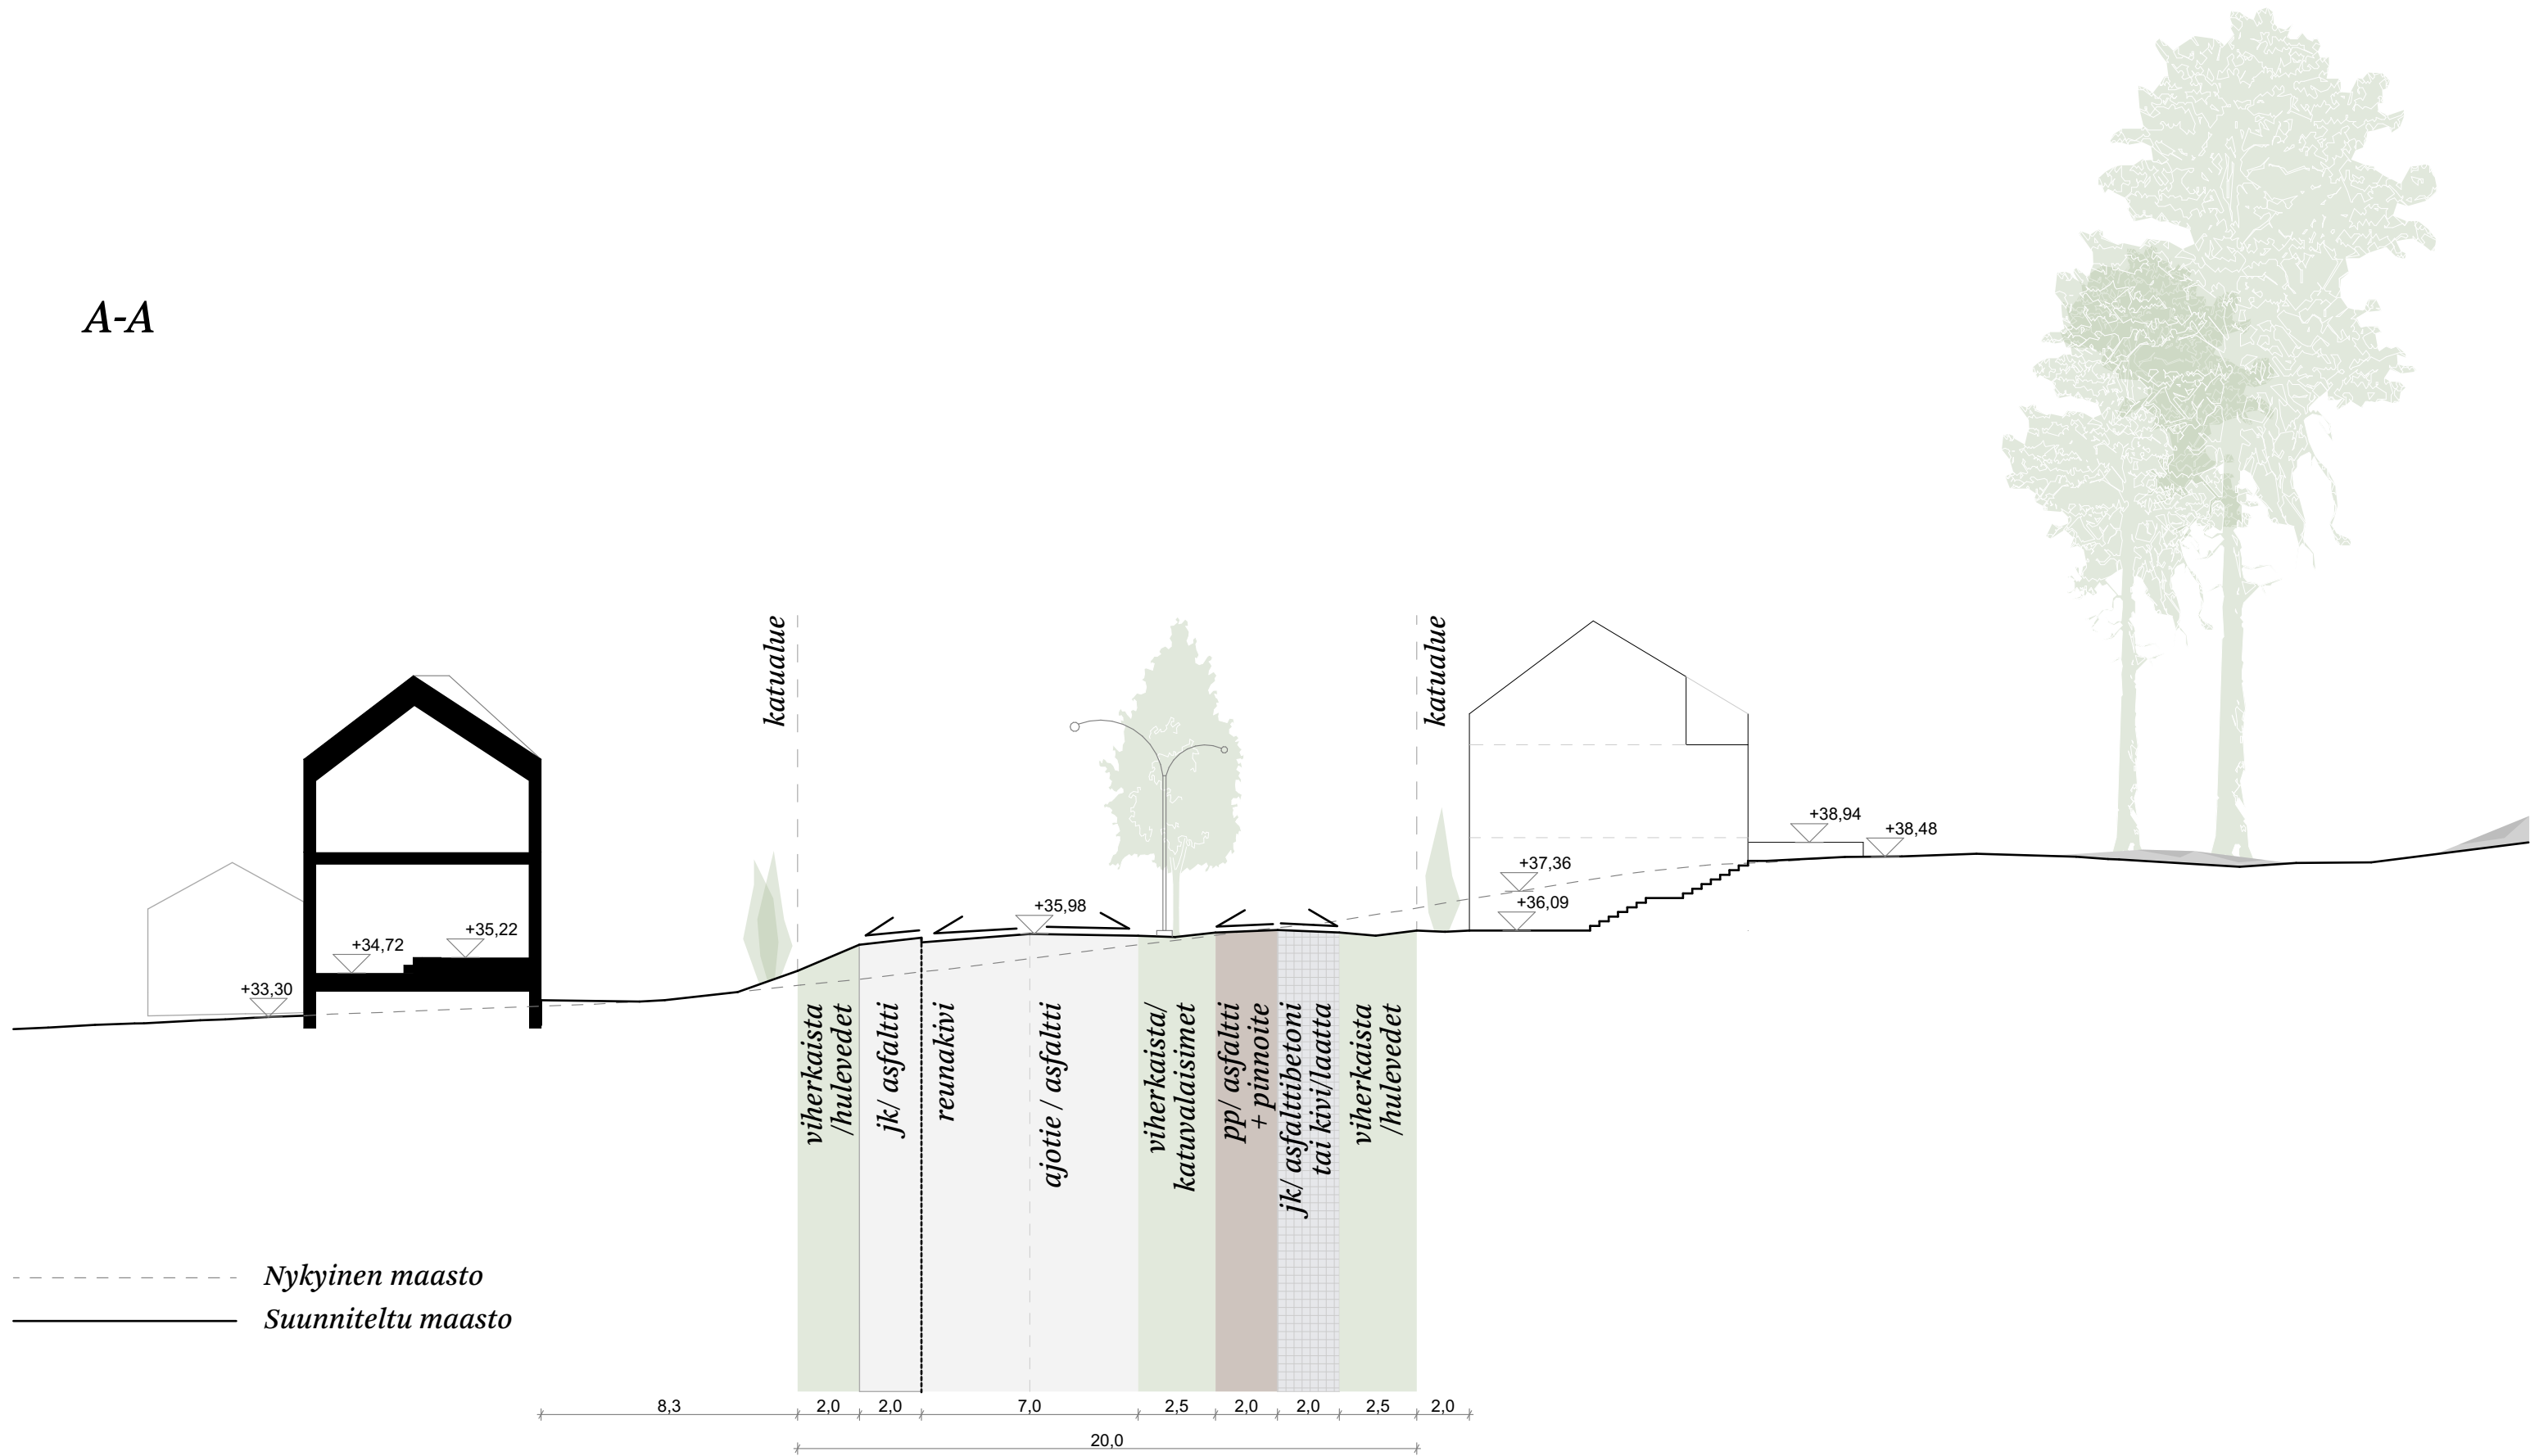 A-A
katualue
katualue
+38,94
+38,48
+37,36
+36,09
+35,98
+35,22
+34,72
+33,30
viherkaista
/hulevedet
jk/ asfaltti
reunakivi
ajotie / asfaltti
viherkaista/
katuvalaisimet
pp/ asfaltti
+ pinnoite
jk/ asfalttibetoni
tai kivi/laatta
viherkaista
/hulevedet
Nykyinen maasto
Suunniteltu maasto
8,3 2,0 2,0 7,0 2,5 2,0 2,0 2,5 2,0
20,0